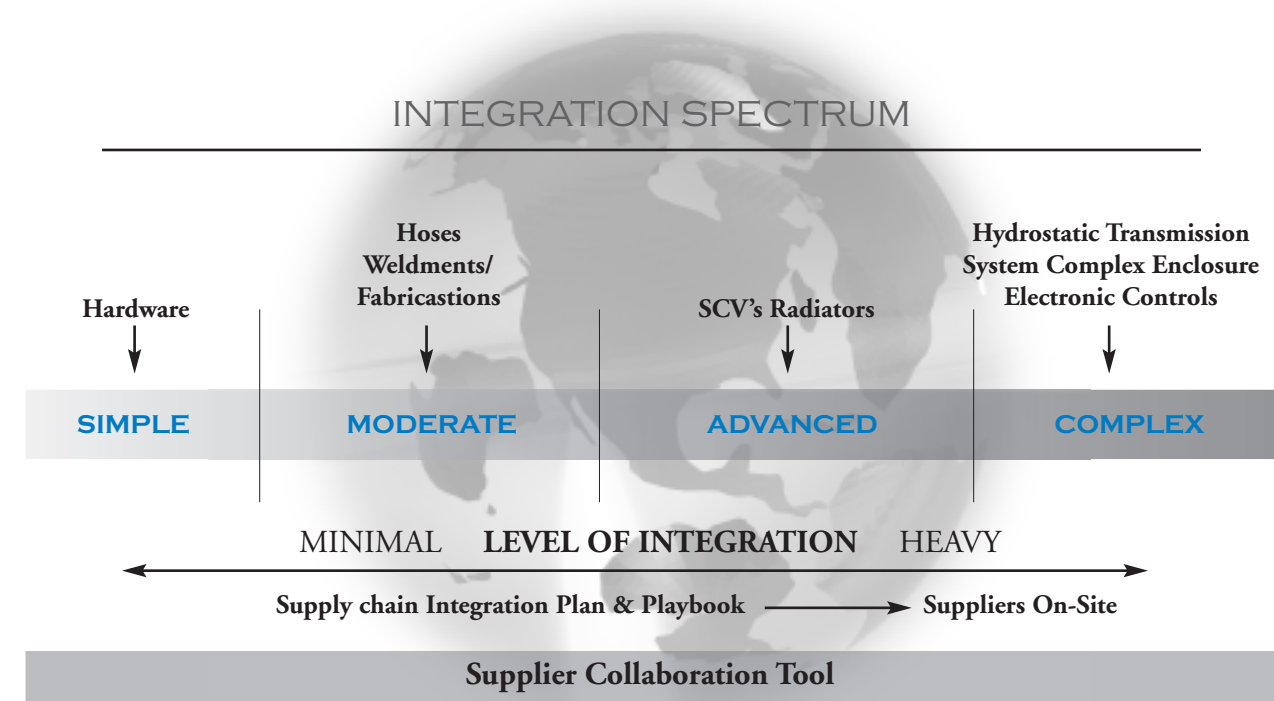 INTEGRATION SPECTRUM
Hardware
Hoses
Weldments/
Fabricastions
SCV's Radiators
Hydrostatic Transmission
System Complex Enclosure
Electronic Controls
SIMPLE
MODERATE
ADVANCED
COMPLEX
MINIMAL LEVEL OF INTEGRATION HEAVY
Supply chain Integration Plan & Playbook Suppliers On-Site
Supplier Collaboration Tool